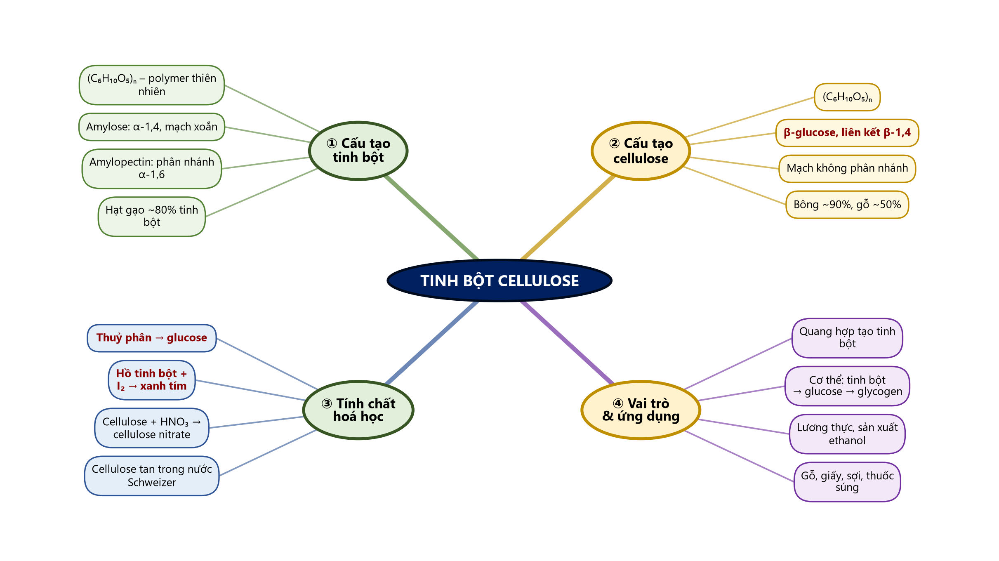 (C₆H₁₀O₅)ₙ – polymer thiên
nhiên
Amylose: α-1,4, mạch xoắn
Amylopectin: phân nhánh
α-1,6
Hạt gạo ~80% tinh
bột
① Cấu tạo
tinh bột
② Cấu tạo
cellulose
(C₆H₁₀O₅)ₙ
β-glucose, liên kết β-1,4
Mạch không phân nhánh
Bông ~90%, gỗ ~50%
TINH BỘT CELLULOSE
Thuỷ phân → glucose
Hồ tinh bột +
I₂ → xanh tím
Cellulose + HNO₃ →
cellulose nitrate
Cellulose tan trong nước
Schweizer
③ Tính chất
hoá học
④ Vai trò
& ứng dụng
Quang hợp tạo tinh
bột
Cơ thể: tinh bột
→ glucose → glycogen
Lương thực, sản xuất
ethanol
Gỗ, giấy, sợi, thuốc
súng